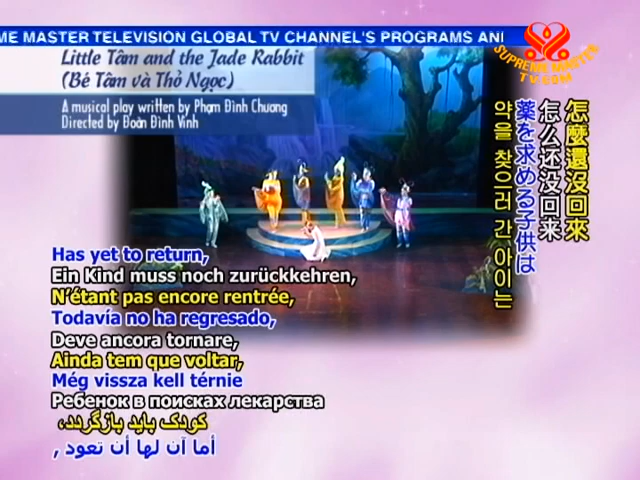 ME MASTER TELEVISION GLOBAL TV CHANNEL'S PROGRAMS ANI
SUPREME MASTER
TV.COM
Little Tâm and the Jade Rabbit
(Bé Tâm và Thỏ Ngọc)
A musical play written by Phạm Đình Chương
Directed by Đoàn Đình Vinh
怎麼還沒回來
怎么还没回来
薬を求める子供は
약을 찾으러 간 아이는
Has yet to return,
Ein Kind muss noch zurückkehren,
N'étant pas encore rentrée,
Todavía no ha regresado,
Deve ancora tornare,
Ainda tem que voltar,
Még vissza kell térnie
Ребенок в поисках лекарства
کودک باید بازگردد،
أما آن لها أن تعود ,